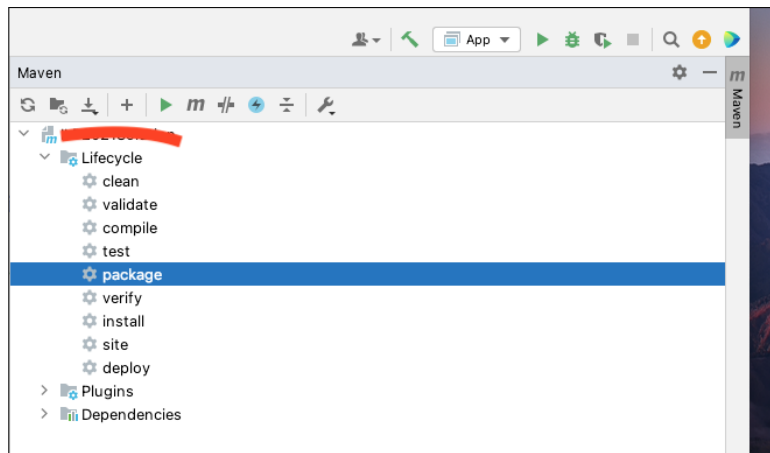 App
Maven
m
Maven
m
Lifecycle
clean
validate
compile
test
package
verify
install
site
deploy
Plugins
Dependencies